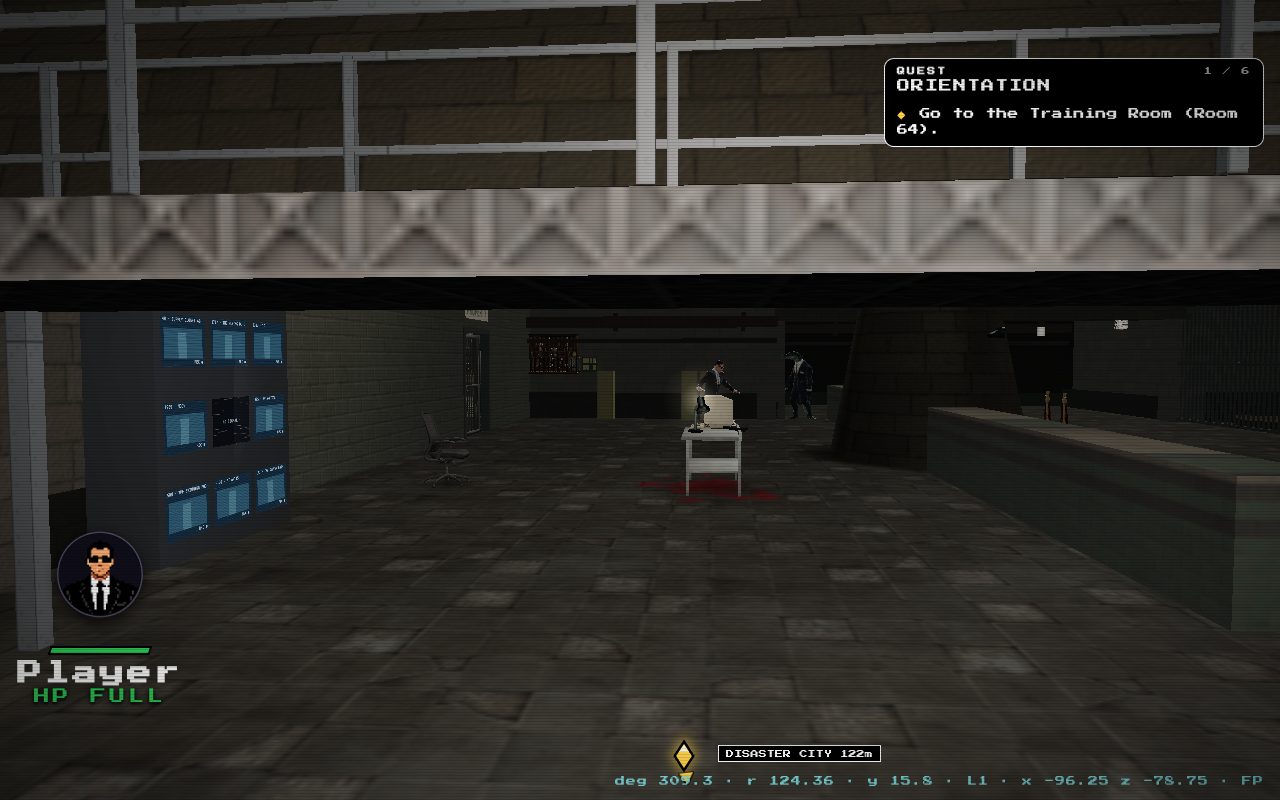 QUEST 1 / 6
ORIENTATION
◆ Go to the Training Room (Room
64).
Player
HP FULL
DISASTER CITY 122m
deg 309.3 · r 124.36 · y 15.8 · L1 · x -96.25 z -78.75 · FP